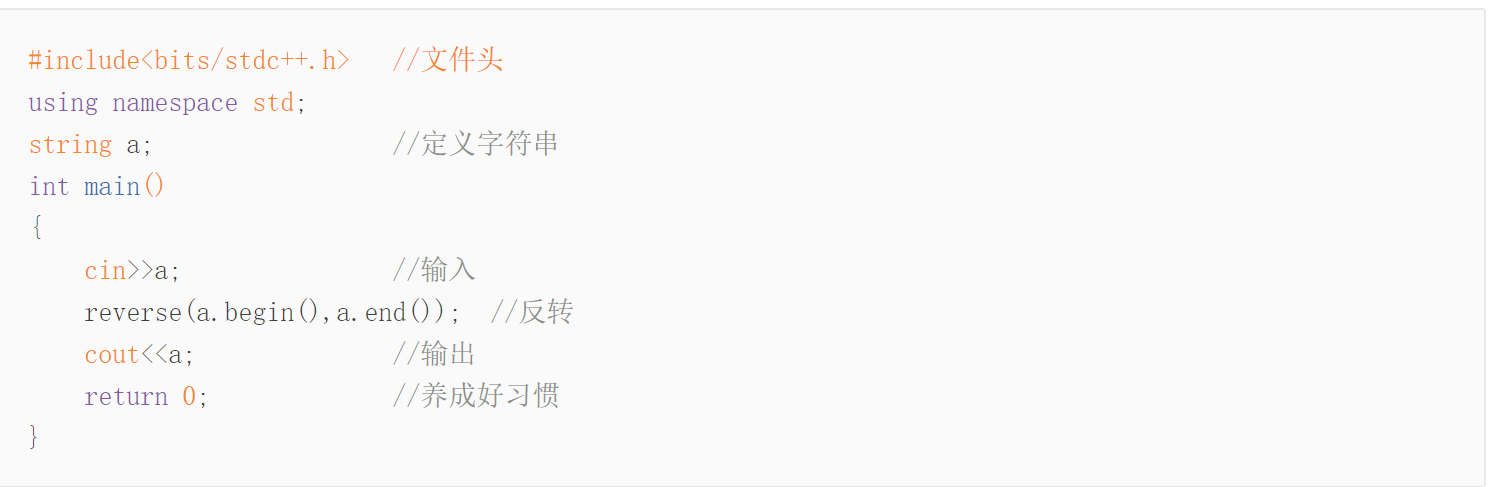 #include<bits/stdc++.h>   //文件头
using namespace std;
string a;                 //定义字符串
int main()
{
    cin>>a;               //输入
    reverse(a.begin(),a.end());  //反转
    cout<<a;              //输出
    return 0;             //养成好习惯
}